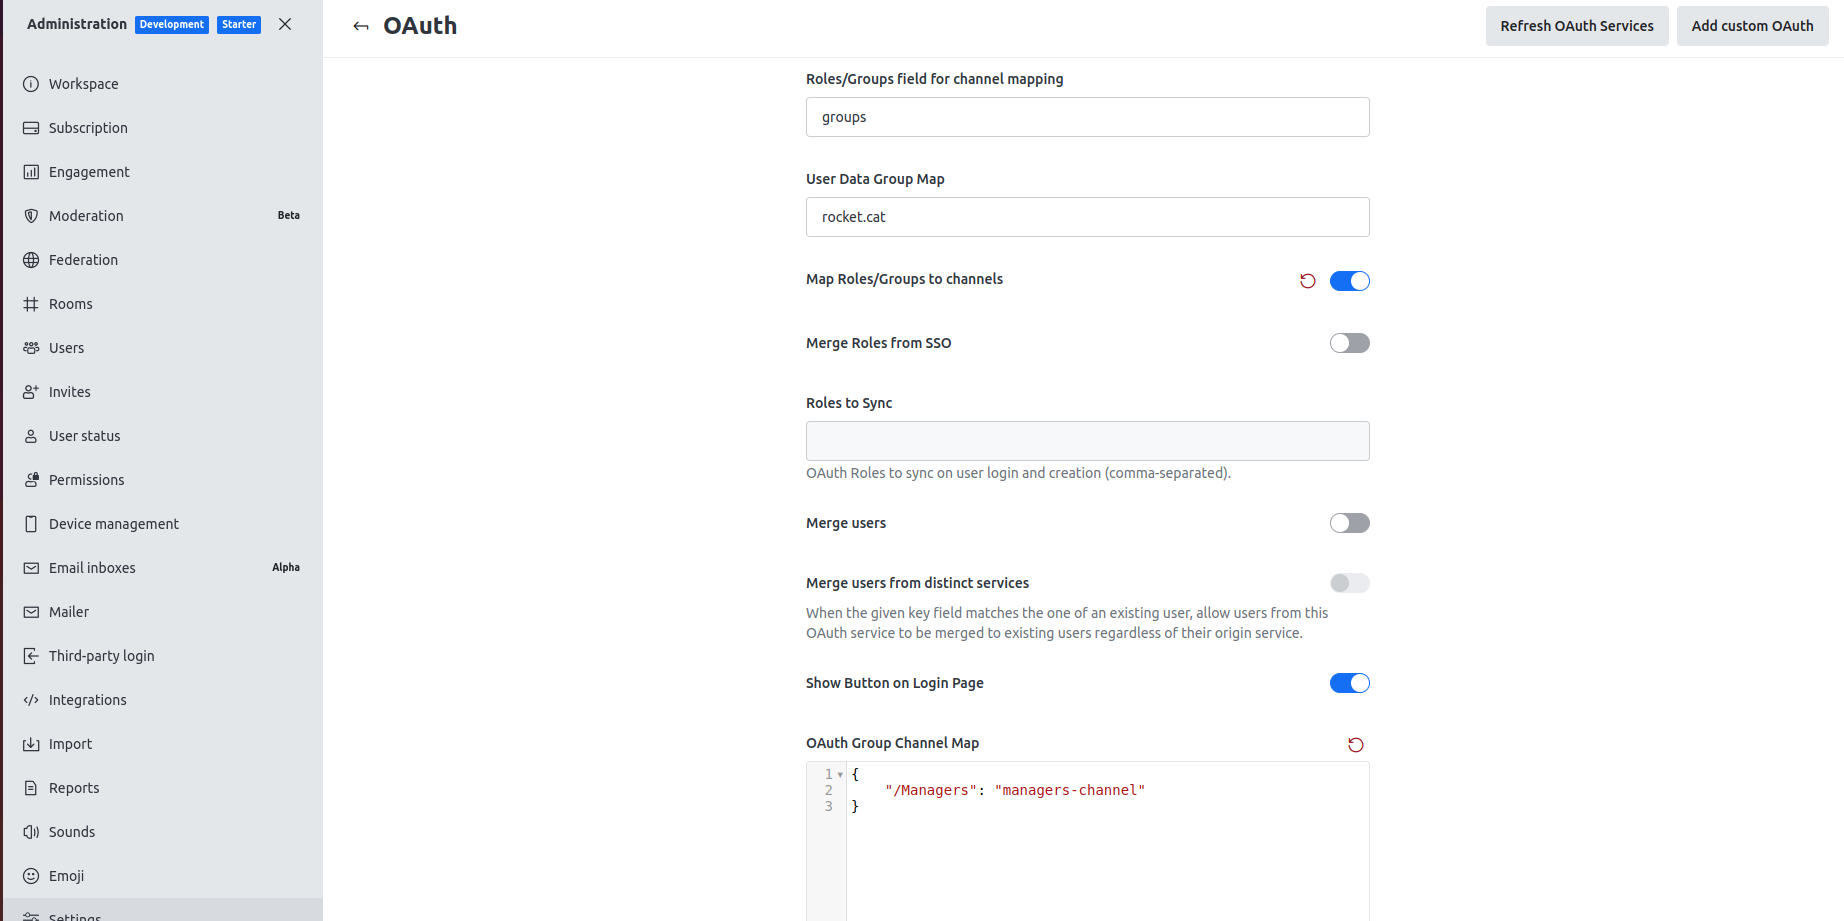 Administration Development Starter
Workspace
Subscription
Engagement
Moderation Beta
Federation
Rooms
Users
Invites
User status
Permissions
Device management
Email inboxes Alpha
Mailer
Third-party login
Integrations
Import
Reports
Sounds
Emoji
Settings
OAuth
Refresh OAuth Services
Add custom OAuth
Roles/Groups field for channel mapping
groups
User Data Group Map
rocket.cat
Map Roles/Groups to channels
Merge Roles from SSO
Roles to Sync
OAuth Roles to sync on user login and creation (comma-separated).
Merge users
Merge users from distinct services
When the given key field matches the one of an existing user, allow users from this
OAuth service to be merged to existing users regardless of their origin service.
Show Button on Login Page
OAuth Group Channel Map
1 {
2 "/Managers": "managers-channel"
3 }